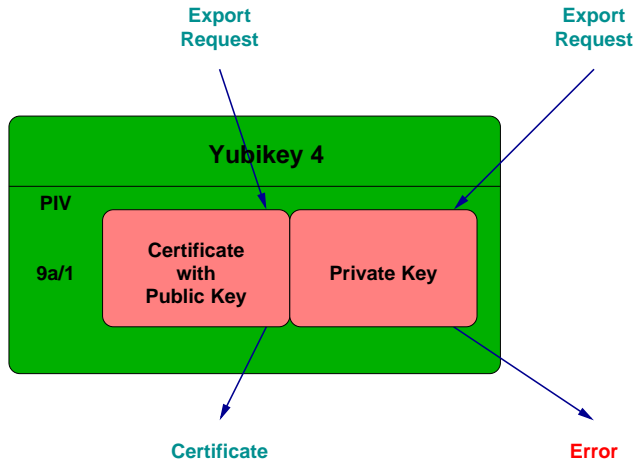 Export
Request
Export
Request
Yubikey 4
PIV
9a/1
Certificate
with
Public Key
Private Key
Certificate
Error